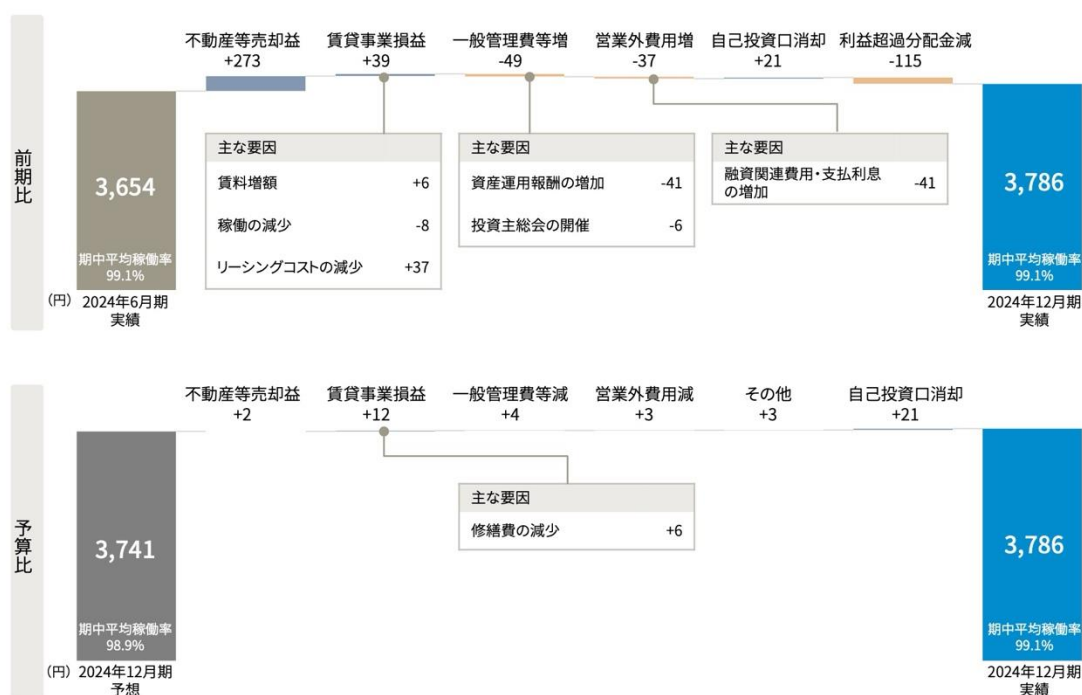 前期比
不動産等売却益
+273
賃貸事業損益
+39
一般管理費等増
-49
営業外費用増
-37
自己投資口消却
+21
利益超過分配金減
-115
3,654
期中平均稼働率
99.1%
(円)
2024年6月期
実績
主な要因
賃料増額 +6
稼働の減少 -8
リーシングコストの減少 +37
主な要因
資産運用報酬の増加 -41
投資主総会の開催 -6
主な要因
融資関連費用・支払利息
の増加 -41
3,786
期中平均稼働率
99.1%
2024年12月期
実績
予算比
不動産等売却益
+2
賃貸事業損益
+12
一般管理費等減
+4
営業外費用減
+3
その他
+3
自己投資口消却
+21
3,741
期中平均稼働率
98.9%
(円)
2024年12月期
予想
主な要因
修繕費の減少 +6
3,786
期中平均稼働率
99.1%
2024年12月期
実績